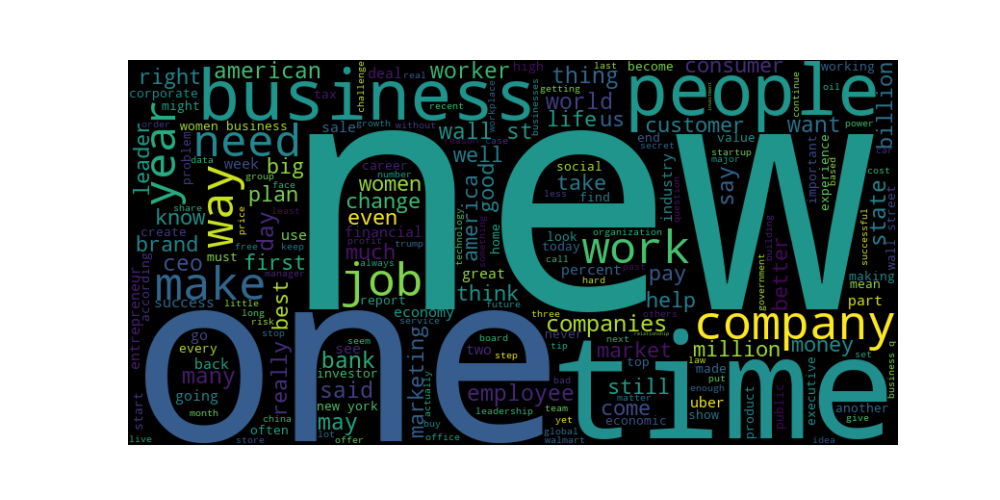 new
one
time
business
people
company
work
job
make
way
year
need
right
american
worker
thing
consumer
working
corporate
might
tax
deal
real
challenge
high
last
become
getting
continue
oil
billion
women business
sale
growth
without
recent
workplace
businesses
world
life
us
customer
want
power
leader
order
problem
week
big
wall st
well
end
secret
value
startup
major
important
experience
based
car
cost
data
group
face
career
number
women
social
take
find
less
industry
question
say
state
wall street
successful
share
least
plan
change
america
good
home
know
create
price
day
use
even
financial
technology
something
look
today
organization
brand
free
keep
must
much
profit
trump
always
call
percent
past
pay
better
building
government
making
mean
ceo
first
manager
great
hard
according
success
little
long
best
report
think
future
help
part
entrepreneur
risk
stop
economy
service
three
companies
never
others
relationship
million
money
law
go
every
back
many
going
month
really
seem
see
bank
investor
said
new york
marketing
board
two
step
tip
next
market
top
made
put
enough
executive
set
business q
start
china
often
store
live
lot
may
offer
actually
buy
office
employee
leadership
team
yet
global
walmart
bad
still
matter
come
economic
uber
show
product
public
another
give
idea